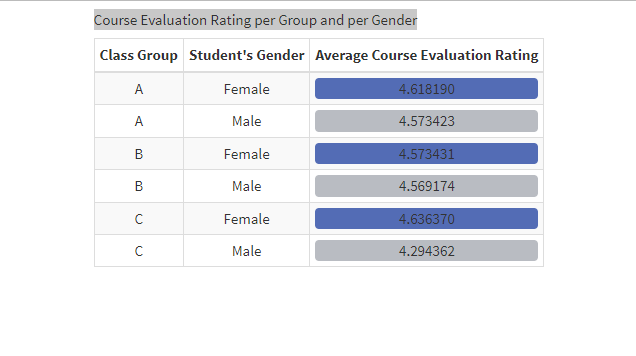 Course Evaluation Rating per Group and per Gender
Class Group Student's Gender Average Course Evaluation Rating
A Female 4.618190
A Male 4.573423
B Female 4.573431
B Male 4.569174
C Female 4.636370
C Male 4.294362